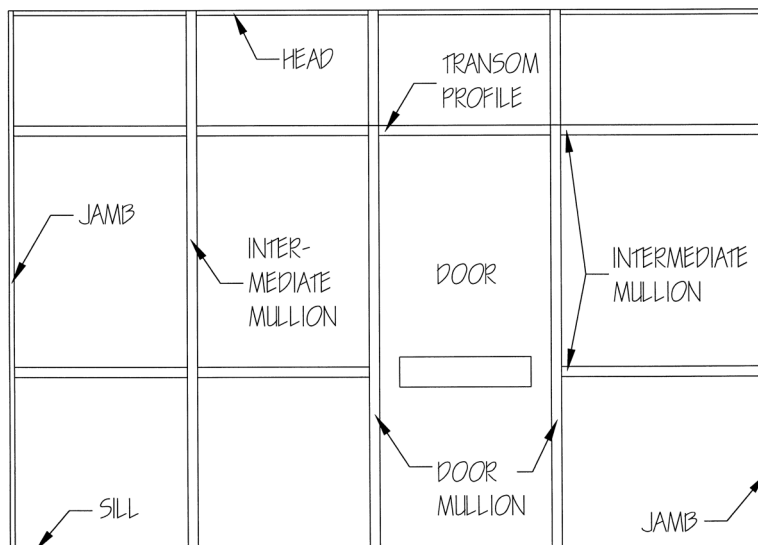 HEAD
TRANSOM
PROFILE
JAMB
INTER-
MEDIATE
MULLION
DOOR
INTERMEDIATE
MULLION
DOOR
MULLION
SILL
JAMB